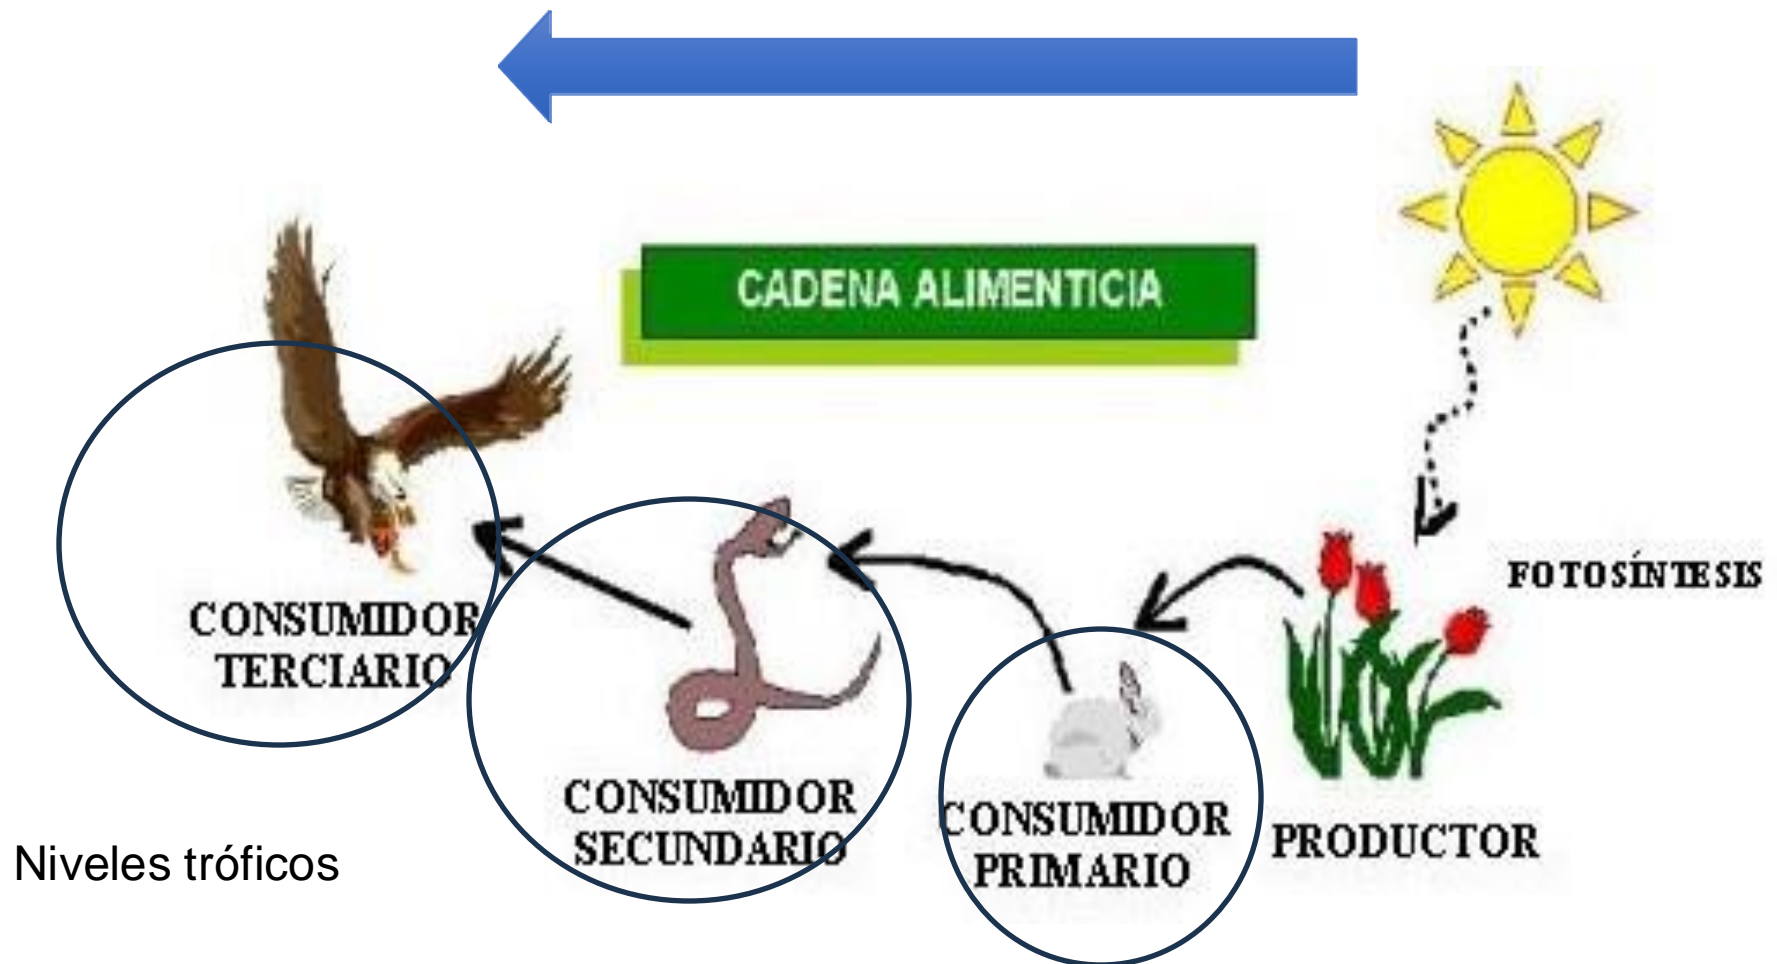 CADENA ALIMENTICIA
FOTOSÍNTESIS
CONSUMIDOR
TERCIARIO
CONSUMIDOR
SECUNDARIO
CONSUMIDOR
PRIMARIO
PRODUCTOR
Niveles tróficos